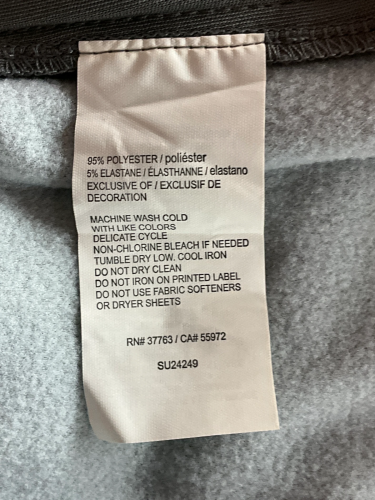 95% POLYESTER / poliéster
5% ELASTANE / ÉLASTHANNE / elastano
EXCLUSIVE OF / EXCLUSIF DE
DECORATION
MACHINE WASH COLD
WITH LIKE COLORS
DELICATE CYCLE
NON-CHLORINE BLEACH IF NEEDED
TUMBLE DRY LOW. COOL IRON
DO NOT DRY CLEAN
DO NOT IRON ON PRINTED LABEL
DO NOT USE FABRIC SOFTENERS
OR DRYER SHEETS
RN# 37763 / CA# 55972
SU24249